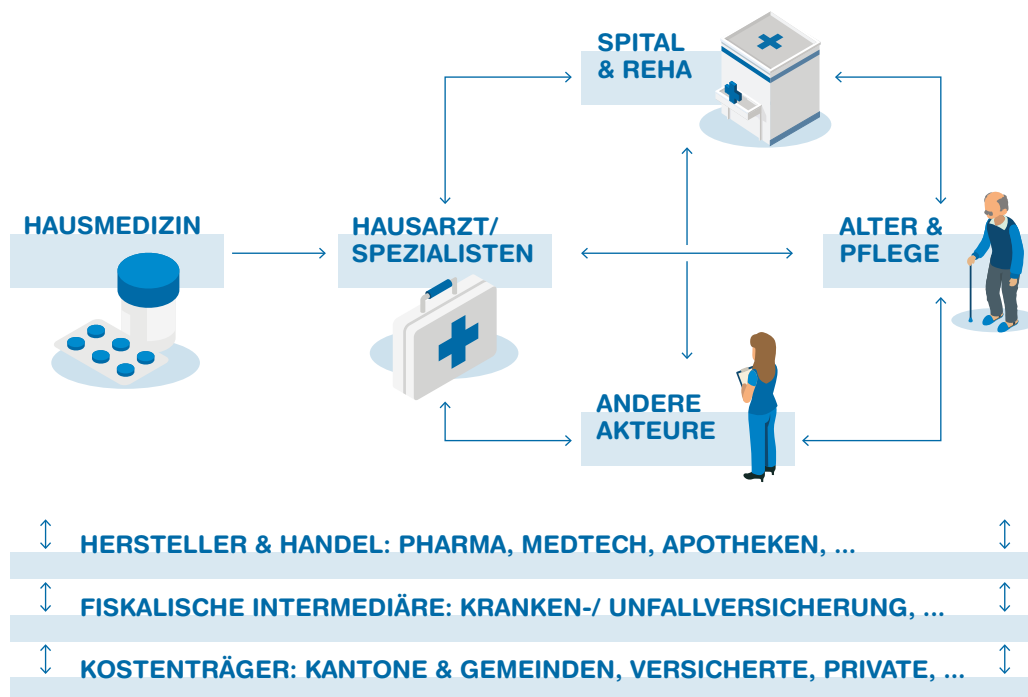 SPITAL
& REHA
HAUSMEDIZIN
HAUSARZT/
SPEZIALISTEN
ALTER &
PFLEGE
ANDERE
AKTEURE
HERSTELLER & HANDEL: PHARMA, MEDTECH, APOTHEKEN, ...
FISKALISCHE INTERMEDIÄRE: KRANKEN-/ UNFALLVERSICHERUNG, ...
KOSTENTRÄGER: KANTONE & GEMEINDEN, VERSICHERTE, PRIVATE, ...